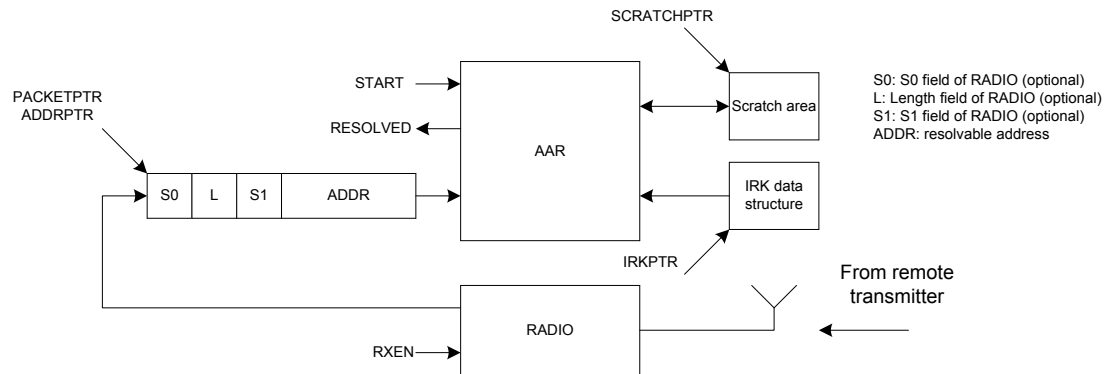 SCRATCHPTR
START
PACKETPTR
ADDRPTR
RESOLVED
AAR
Scratch area
S0: S0 field of RADIO (optional)
L: Length field of RADIO (optional)
S1: S1 field of RADIO (optional)
ADDR: resolvable address
S0 L S1 ADDR
IRK data
structure
IRKPTR
From remote
transmitter
RADIO
RXEN